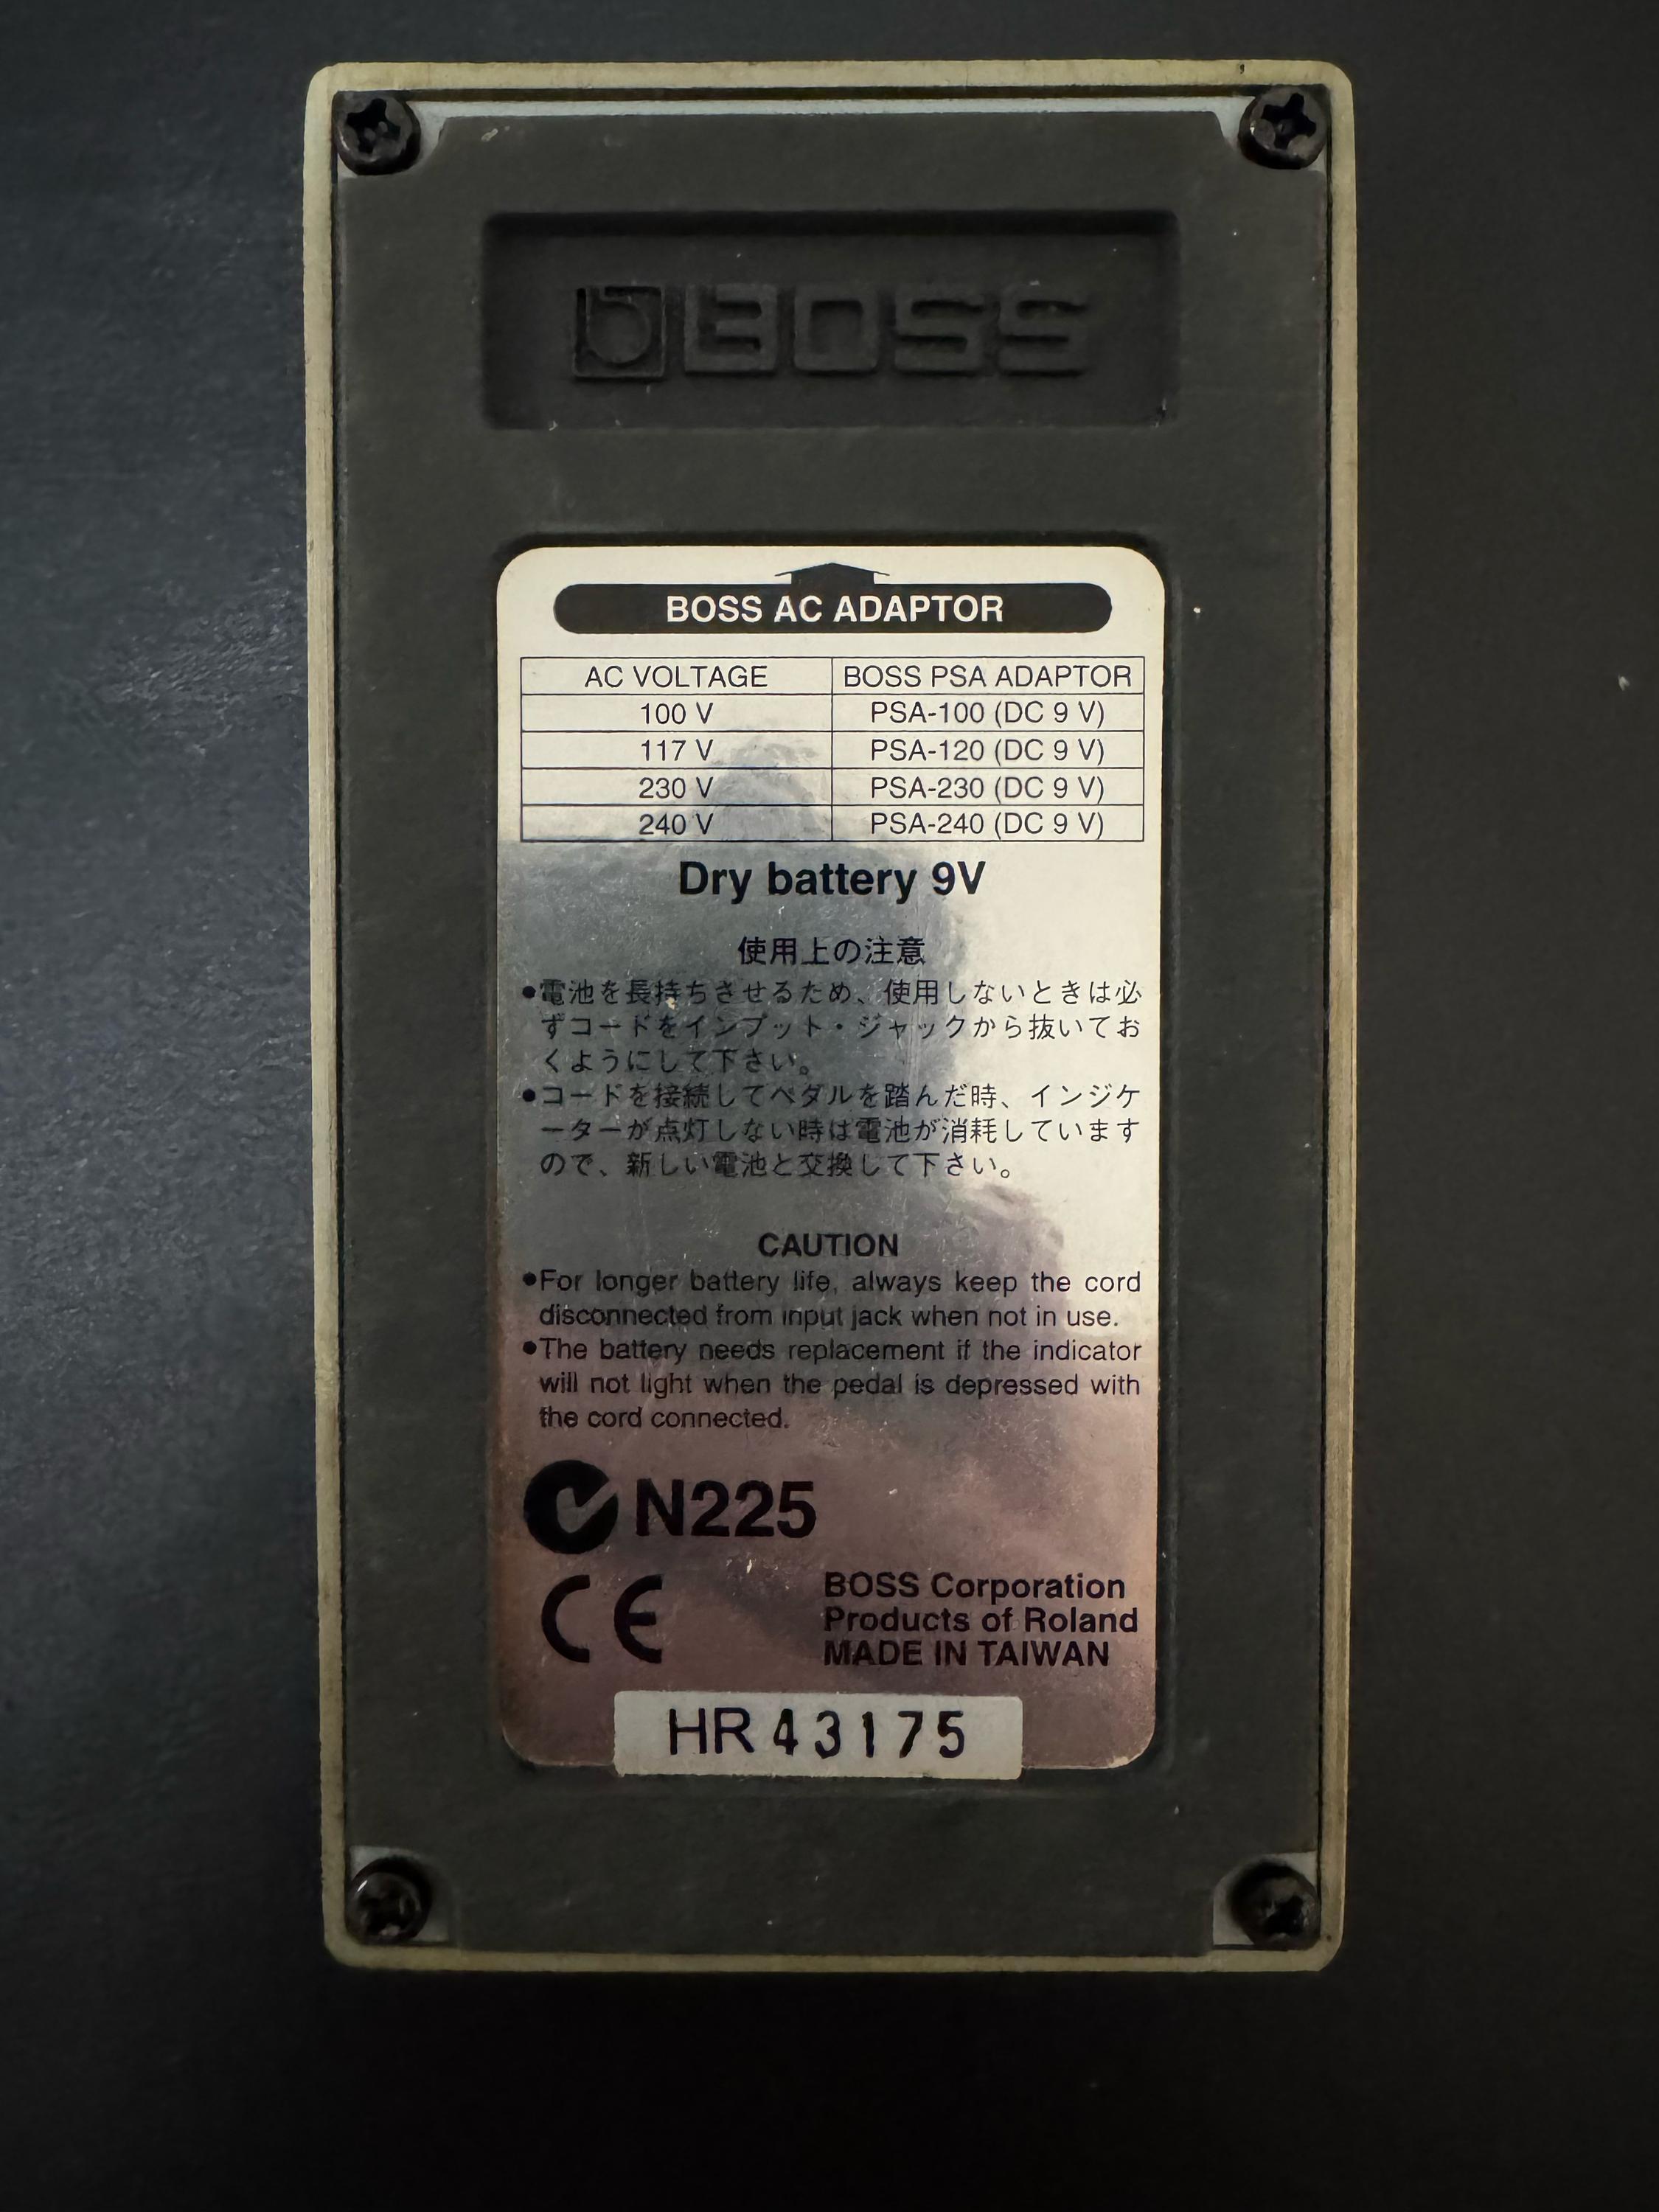 BOSS
BOSS AC ADAPTOR
AC VOLTAGE BOSS PSA ADAPTOR
100 V PSA-100 (DC 9 V)
117 V PSA-120 (DC 9 V)
230 V PSA-230 (DC 9 V)
240 V PSA-240 (DC 9 V)
Dry battery 9V
使用上の注意
●電池を長持ちさせるため、使用しないときは必
ずコードをインプット・ジャックから抜いてお
くようにして下さい。
●コードを接続してペダルを踏んだ時、インジケ
ーターが点灯しない時は電池が消耗しています
ので、新しい電池と交換して下さい。
CAUTION
●For longer battery life, always keep the cord
disconnected from input jack when not in use.
●The battery needs replacement if the indicator
will not light when the pedal is depressed with
the cord connected.
N225
CE
BOSS Corporation
Products of Roland
MADE IN TAIWAN
HR 43175